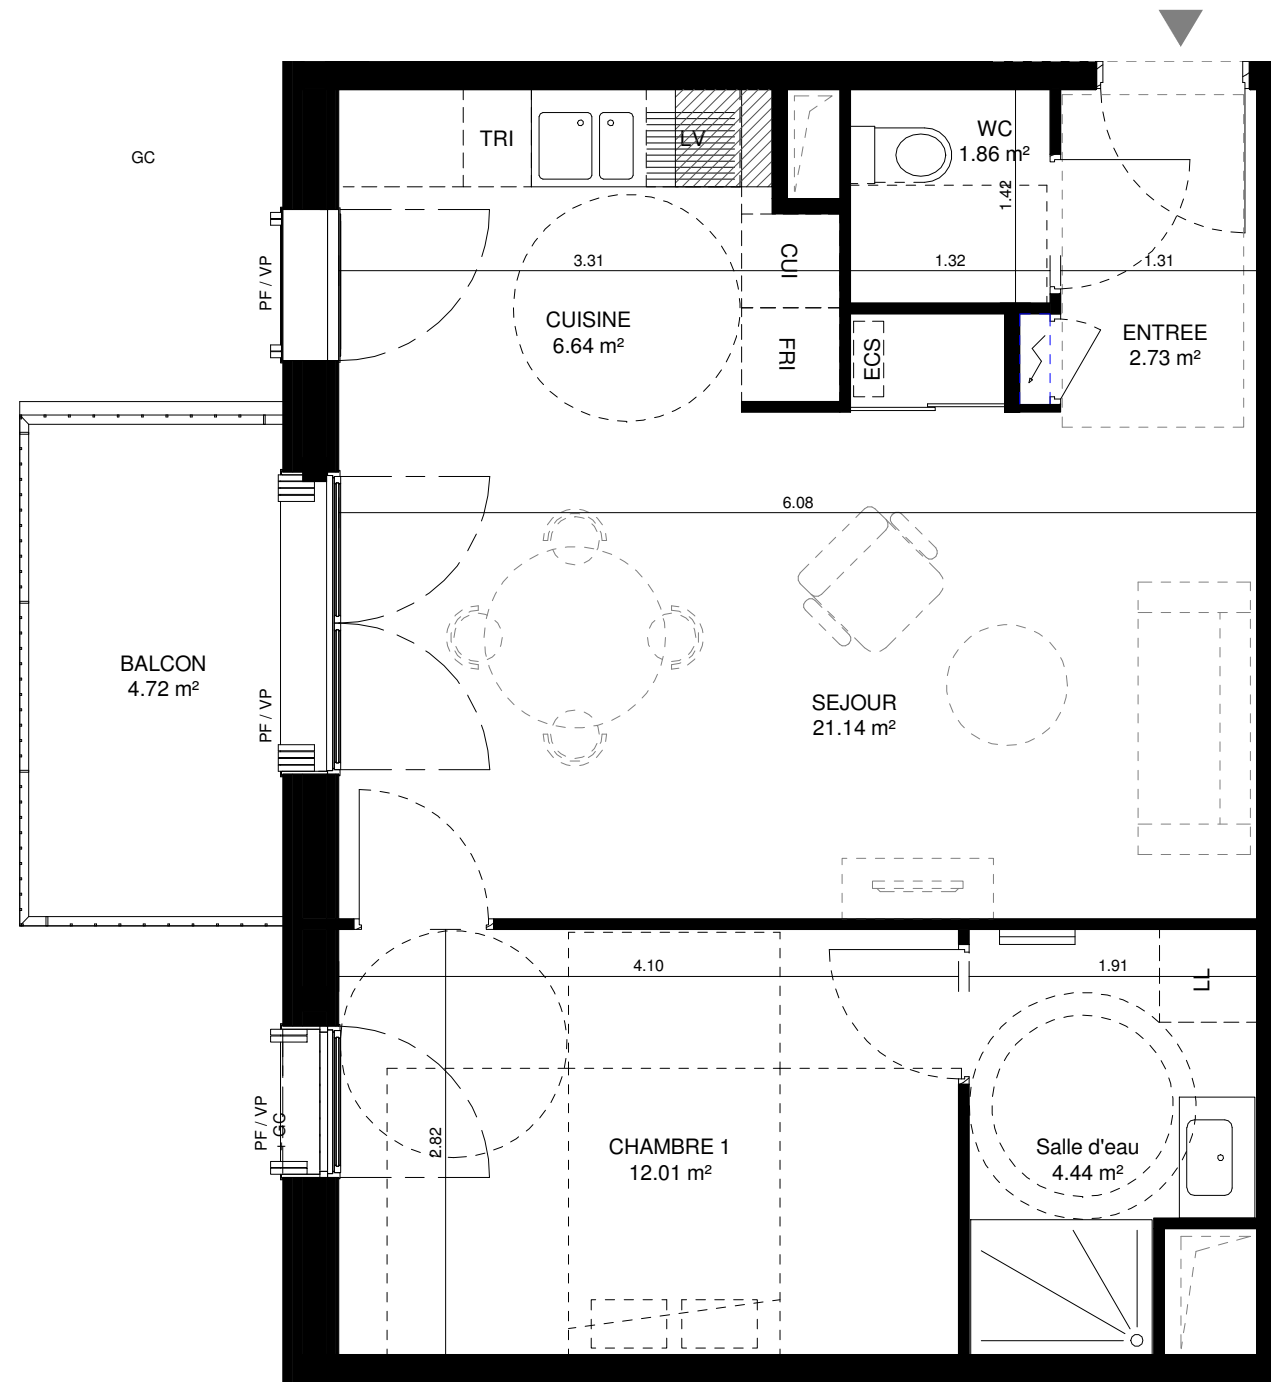 TRI
LV
WC
1.86 m²
GC
1.42
PF / VP
3.31
CUI
1.32
1.31
CUISINE
6.64 m²
FRI
ECS
ENTREE
2.73 m²
6.08
BALCON
4.72 m²
PF / VP
SEJOUR
21.14 m²
4.10
1.91
LL
PF / VP
+ GC
2.82
CHAMBRE 1
12.01 m²
Salle d'eau
4.44 m²